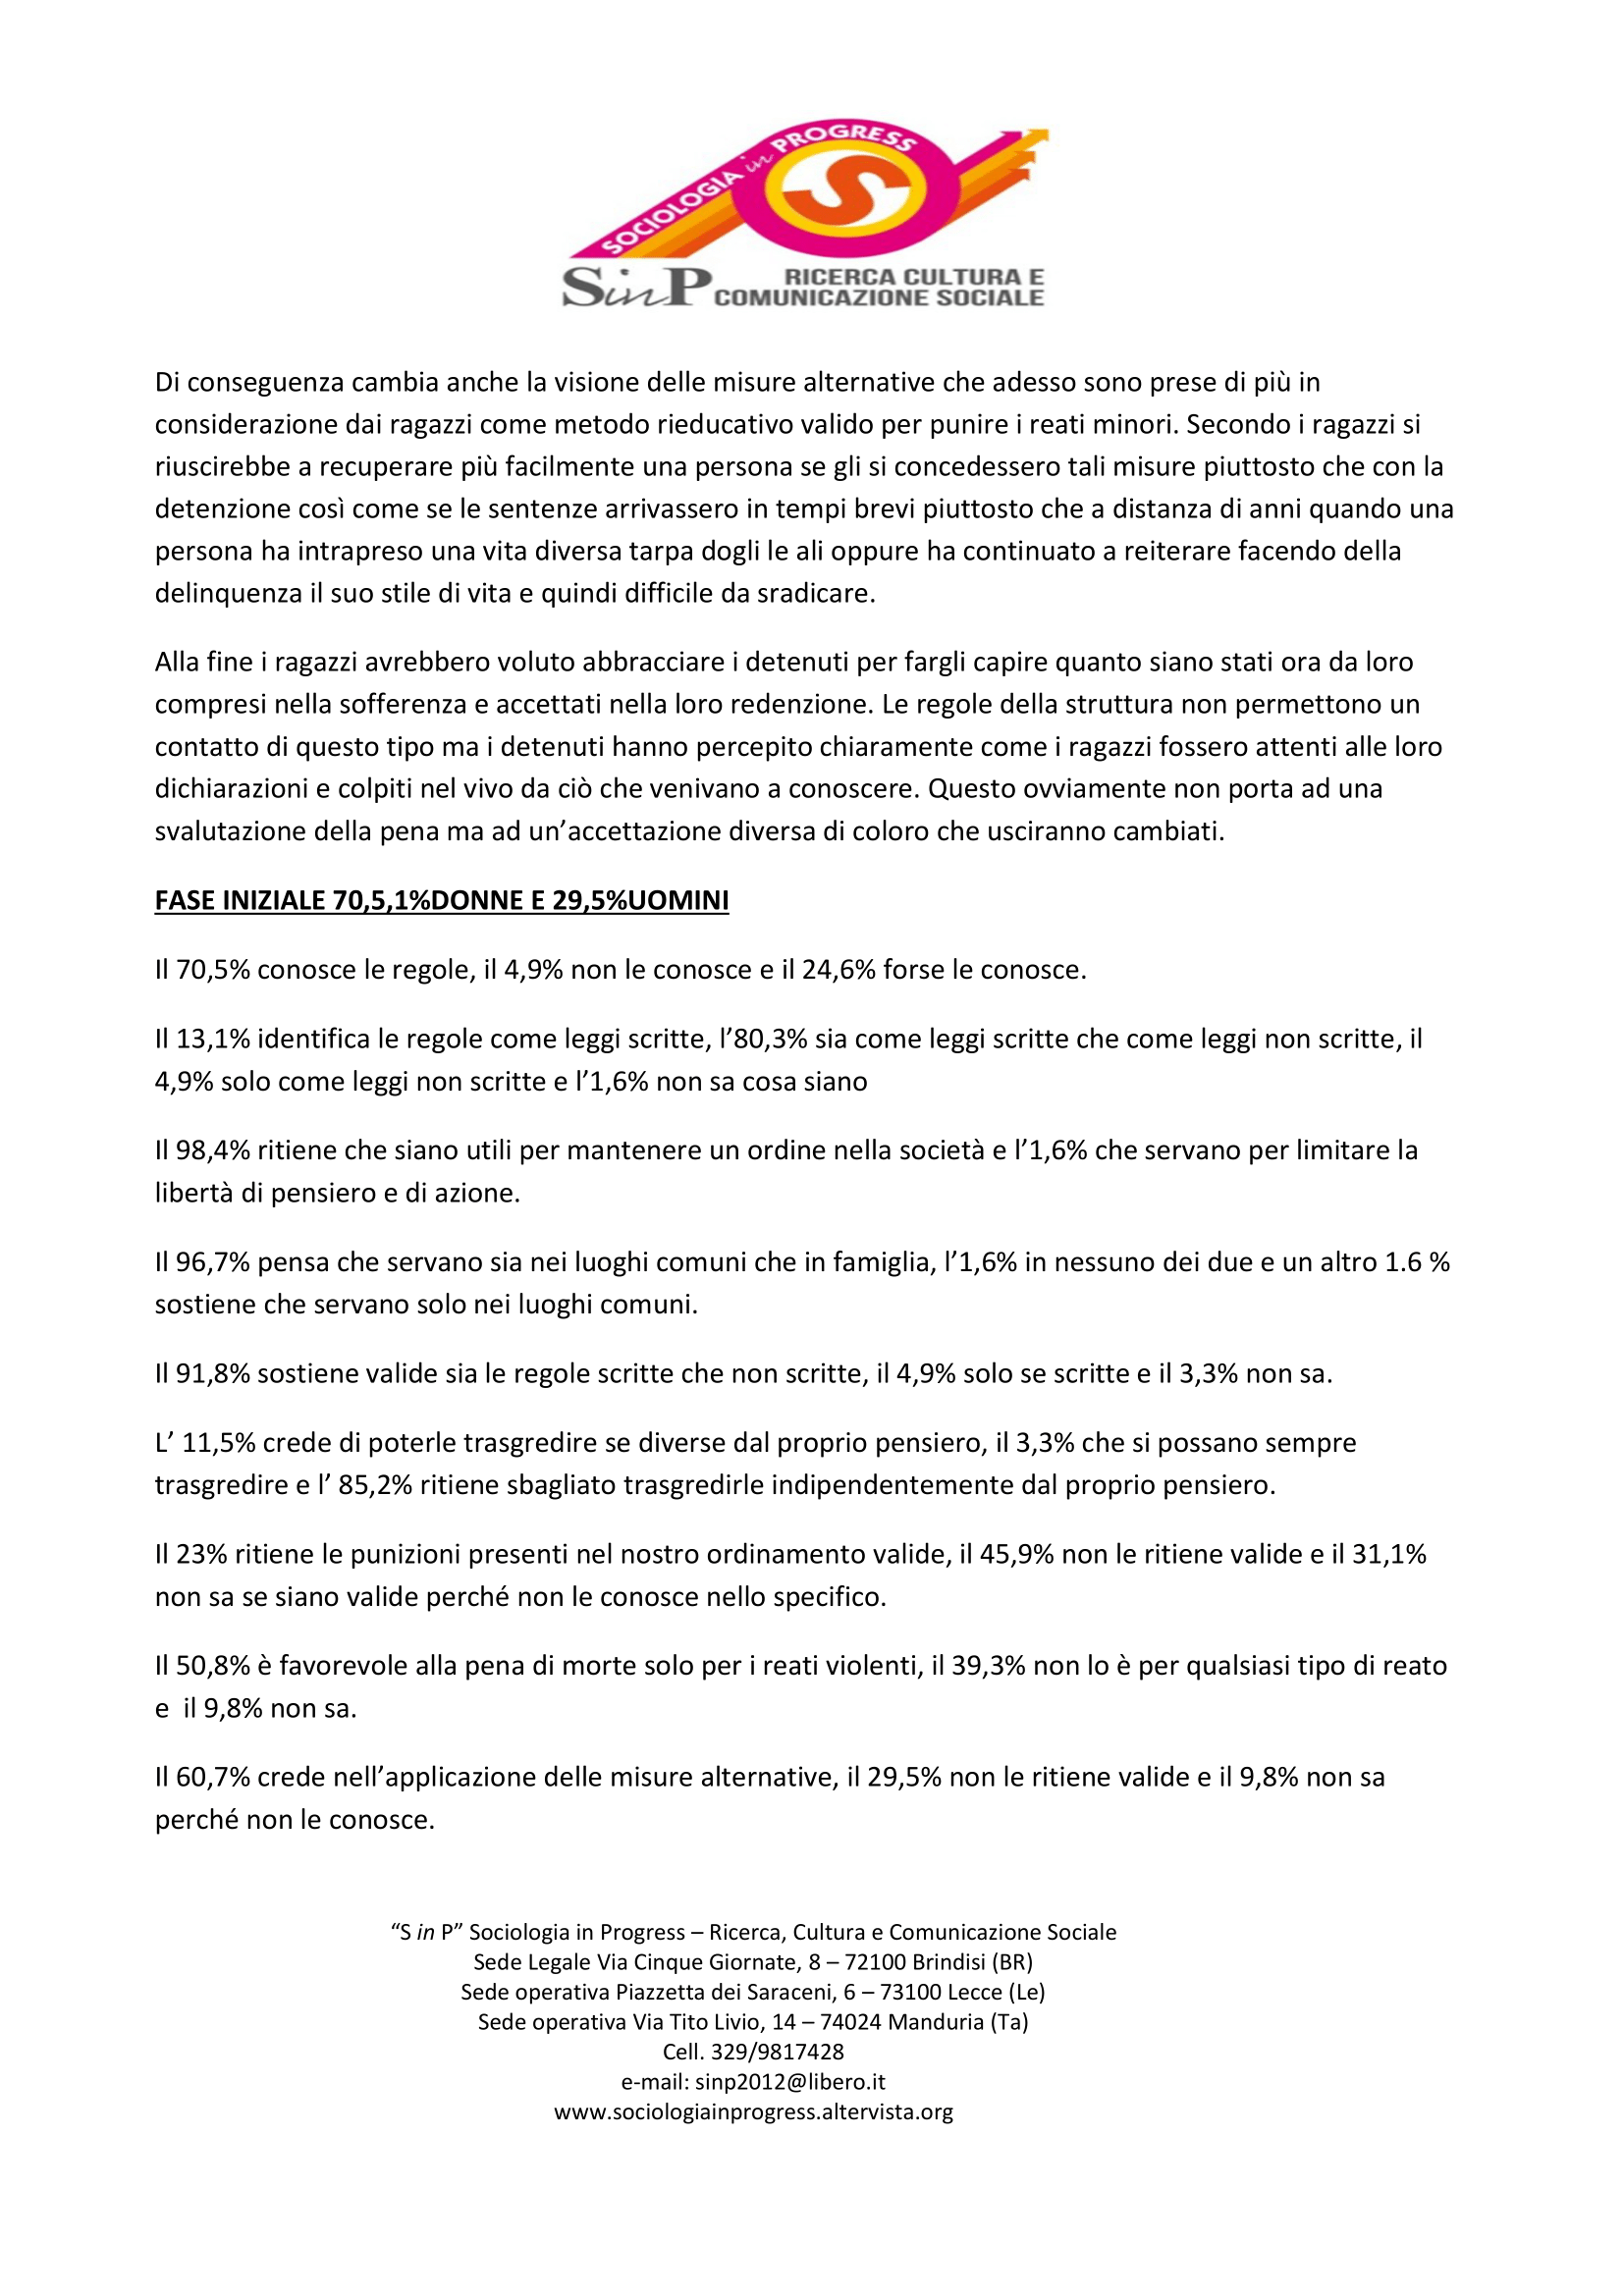 SOCIOLOGIA in PROGRESS
S
SinP RICERCA CULTURA E
COMUNICAZIONE SOCIALE
Di conseguenza cambia anche la visione delle misure alternative che adesso sono prese di più in
considerazione dai ragazzi come metodo rieducativo valido per punire i reati minori. Secondo i ragazzi si
riuscirebbe a recuperare più facilmente una persona se gli si concedessero tali misure piuttosto che con la
detenzione così come se le sentenze arrivassero in tempi brevi piuttosto che a distanza di anni quando una
persona ha intrapreso una vita diversa tarpa dogli le ali oppure ha continuato a reiterare facendo della
delinquenza il suo stile di vita e quindi difficile da sradicare.
Alla fine i ragazzi avrebbero voluto abbracciare i detenuti per fargli capire quanto siano stati ora da loro
compresi nella sofferenza e accettati nella loro redenzione. Le regole della struttura non permettono un
contatto di questo tipo ma i detenuti hanno percepito chiaramente come i ragazzi fossero attenti alle loro
dichiarazioni e colpiti nel vivo da ciò che venivano a conoscere. Questo ovviamente non porta ad una
svalutazione della pena ma ad un’accettazione diversa di coloro che usciranno cambiati.
FASE INIZIALE 70,5,1%DONNE E 29,5%UOMINI
Il 70,5% conosce le regole, il 4,9% non le conosce e il 24,6% forse le conosce.
Il 13,1% identifica le regole come leggi scritte, l’80,3% sia come leggi scritte che come leggi non scritte, il
4,9% solo come leggi non scritte e l’1,6% non sa cosa siano
Il 98,4% ritiene che siano utili per mantenere un ordine nella società e l’1,6% che servano per limitare la
libertà di pensiero e di azione.
Il 96,7% pensa che servano sia nei luoghi comuni che in famiglia, l’1,6% in nessuno dei due e un altro 1.6 %
sostiene che servano solo nei luoghi comuni.
Il 91,8% sostiene valide sia le regole scritte che non scritte, il 4,9% solo se scritte e il 3,3% non sa.
L’ 11,5% crede di poterle trasgredire se diverse dal proprio pensiero, il 3,3% che si possano sempre
trasgredire e l’ 85,2% ritiene sbagliato trasgredirle indipendentemente dal proprio pensiero.
Il 23% ritiene le punizioni presenti nel nostro ordinamento valide, il 45,9% non le ritiene valide e il 31,1%
non sa se siano valide perché non le conosce nello specifico.
Il 50,8% è favorevole alla pena di morte solo per i reati violenti, il 39,3% non lo è per qualsiasi tipo di reato
e  il 9,8% non sa.
Il 60,7% crede nell’applicazione delle misure alternative, il 29,5% non le ritiene valide e il 9,8% non sa
perché non le conosce.
“S in P” Sociologia in Progress – Ricerca, Cultura e Comunicazione Sociale
Sede Legale Via Cinque Giornate, 8 – 72100 Brindisi (BR)
Sede operativa Piazzetta dei Saraceni, 6 – 73100 Lecce (Le)
Sede operativa Via Tito Livio, 14 – 74024 Manduria (Ta)
Cell. 329/9817428
e-mail: sinp2012@libero.it
www.sociologiainprogress.altervista.org